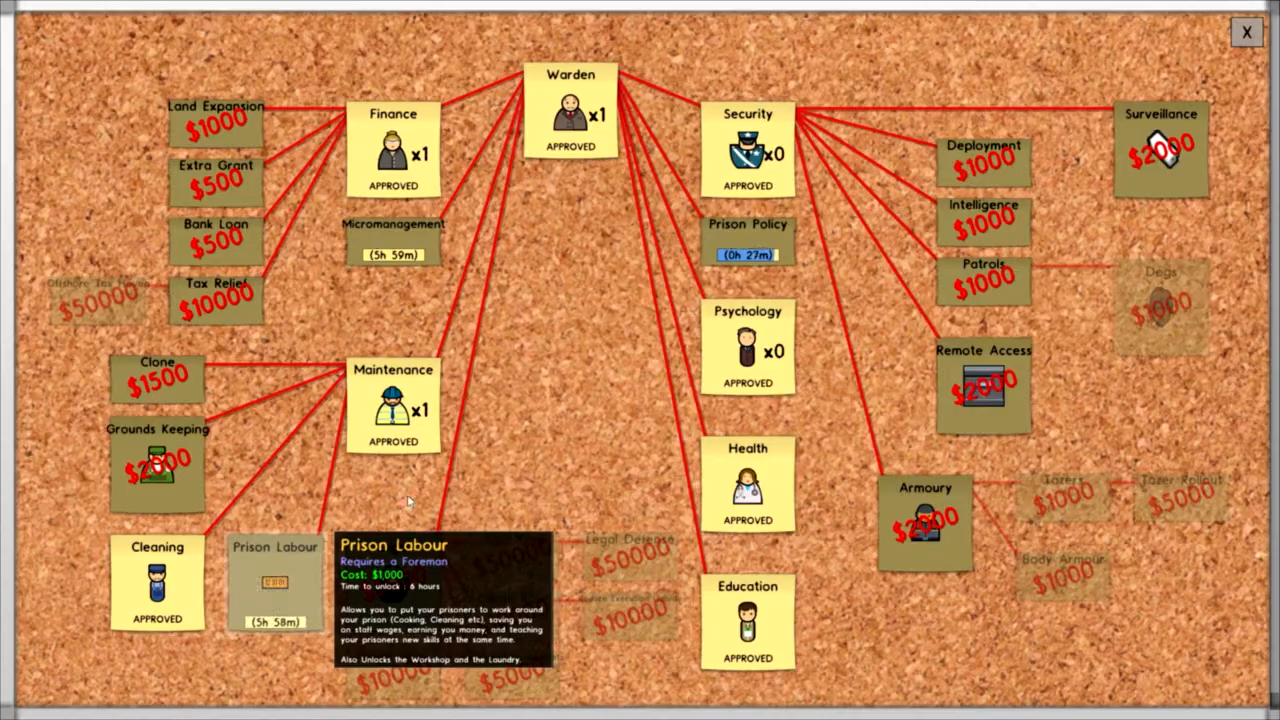 X
Warden
x1
APPROVED
Land Expansion
$1000
Finance
x1
APPROVED
Security
x0
APPROVED
Surveillance
$2000
Extra Grant
$500
Deployment
$1000
Bank Loan
$500
Micromanagement
(5h 59m)
Prison Policy
(0h 27m)
Intelligence
$1000
Offshore Tax Haven
$50000
Tax Relief
$10000
Patrols
$1000
Dogs
$1000
Psychology
x0
APPROVED
Clone
$1500
Maintenance
x1
APPROVED
Remote Access
$2000
Grounds Keeping
$2000
Health
APPROVED
Armoury
$2000
Tazers
$1000
Tazer Rollout
$5000
Cleaning
APPROVED
Prison Labour
(5h 58m)
Prison Labour
Requires a Foreman
Cost: $1,000
Time to unlock : 6 hours
Allows you to put your prisoners to work around
your prison (Cooking, Cleaning etc), saving you
on staff wages, earning you money, and teaching
your prisoners new skills at the same time.
Also Unlocks the Workshop and the Laundry.
Legal Defense
$50000
$10000
Body Armour
$1000
Education
APPROVED
$10000
$5000